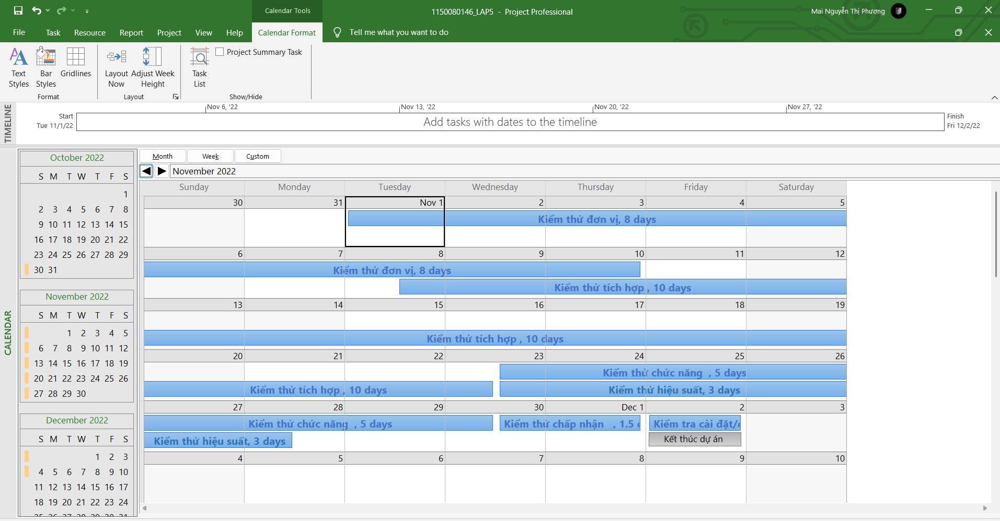 Calendar Tools
1150080146_LAP5 - Project Professional
Mai Nguyễn Thị Phương
File Task Resource Report Project View Help Calendar Format Tell me what you want to do
Text Styles
Bar Styles
Gridlines
Format
Layout Now
Adjust Week Height
Layout
Task List
Project Summary Task
Show/Hide
TIMELINE
Nov 6, '22 Nov 13, '22 Nov 20, '22 Nov 27, '22
Start
Tue 11/1/22
Add tasks with dates to the timeline
Finish
Fri 12/2/22
CALENDAR
October 2022
S M T W T F S
1
2 3 4 5 6 7 8
9 10 11 12 13 14 15
16 17 18 19 20 21 22
23 24 25 26 27 28 29
30 31
November 2022
S M T W T F S
1 2 3 4 5
6 7 8 9 10 11 12
13 14 15 16 17 18 19
20 21 22 23 24 25 26
27 28 29 30
December 2022
S M T W T F S
1 2 3
4 5 6 7 8 9 10
11 12 13 14 15 16 17
18 19 20 21 22 23 24
Month Week Custom
November 2022
Sunday Monday Tuesday Wednesday Thursday Friday Saturday
30 31 Nov 1 2 3 4 5
Kiểm thử đơn vị, 8 days
6 7 8 9 10 11 12
Kiểm thử đơn vị, 8 days
Kiểm thử tích hợp , 10 days
13 14 15 16 17 18 19
Kiểm thử tích hợp , 10 days
20 21 22 23 24 25 26
Kiểm thử chức năng , 5 days
Kiểm thử tích hợp , 10 days Kiểm thử hiệu suất, 3 days
27 28 29 30 Dec 1 2 3
Kiểm thử chức năng , 5 days Kiểm thử chấp nhận , 1.5 Kiểm tra cài đặt/
Kiểm thử hiệu suất, 3 days Kết thúc dự án
4 5 6 7 8 9 10